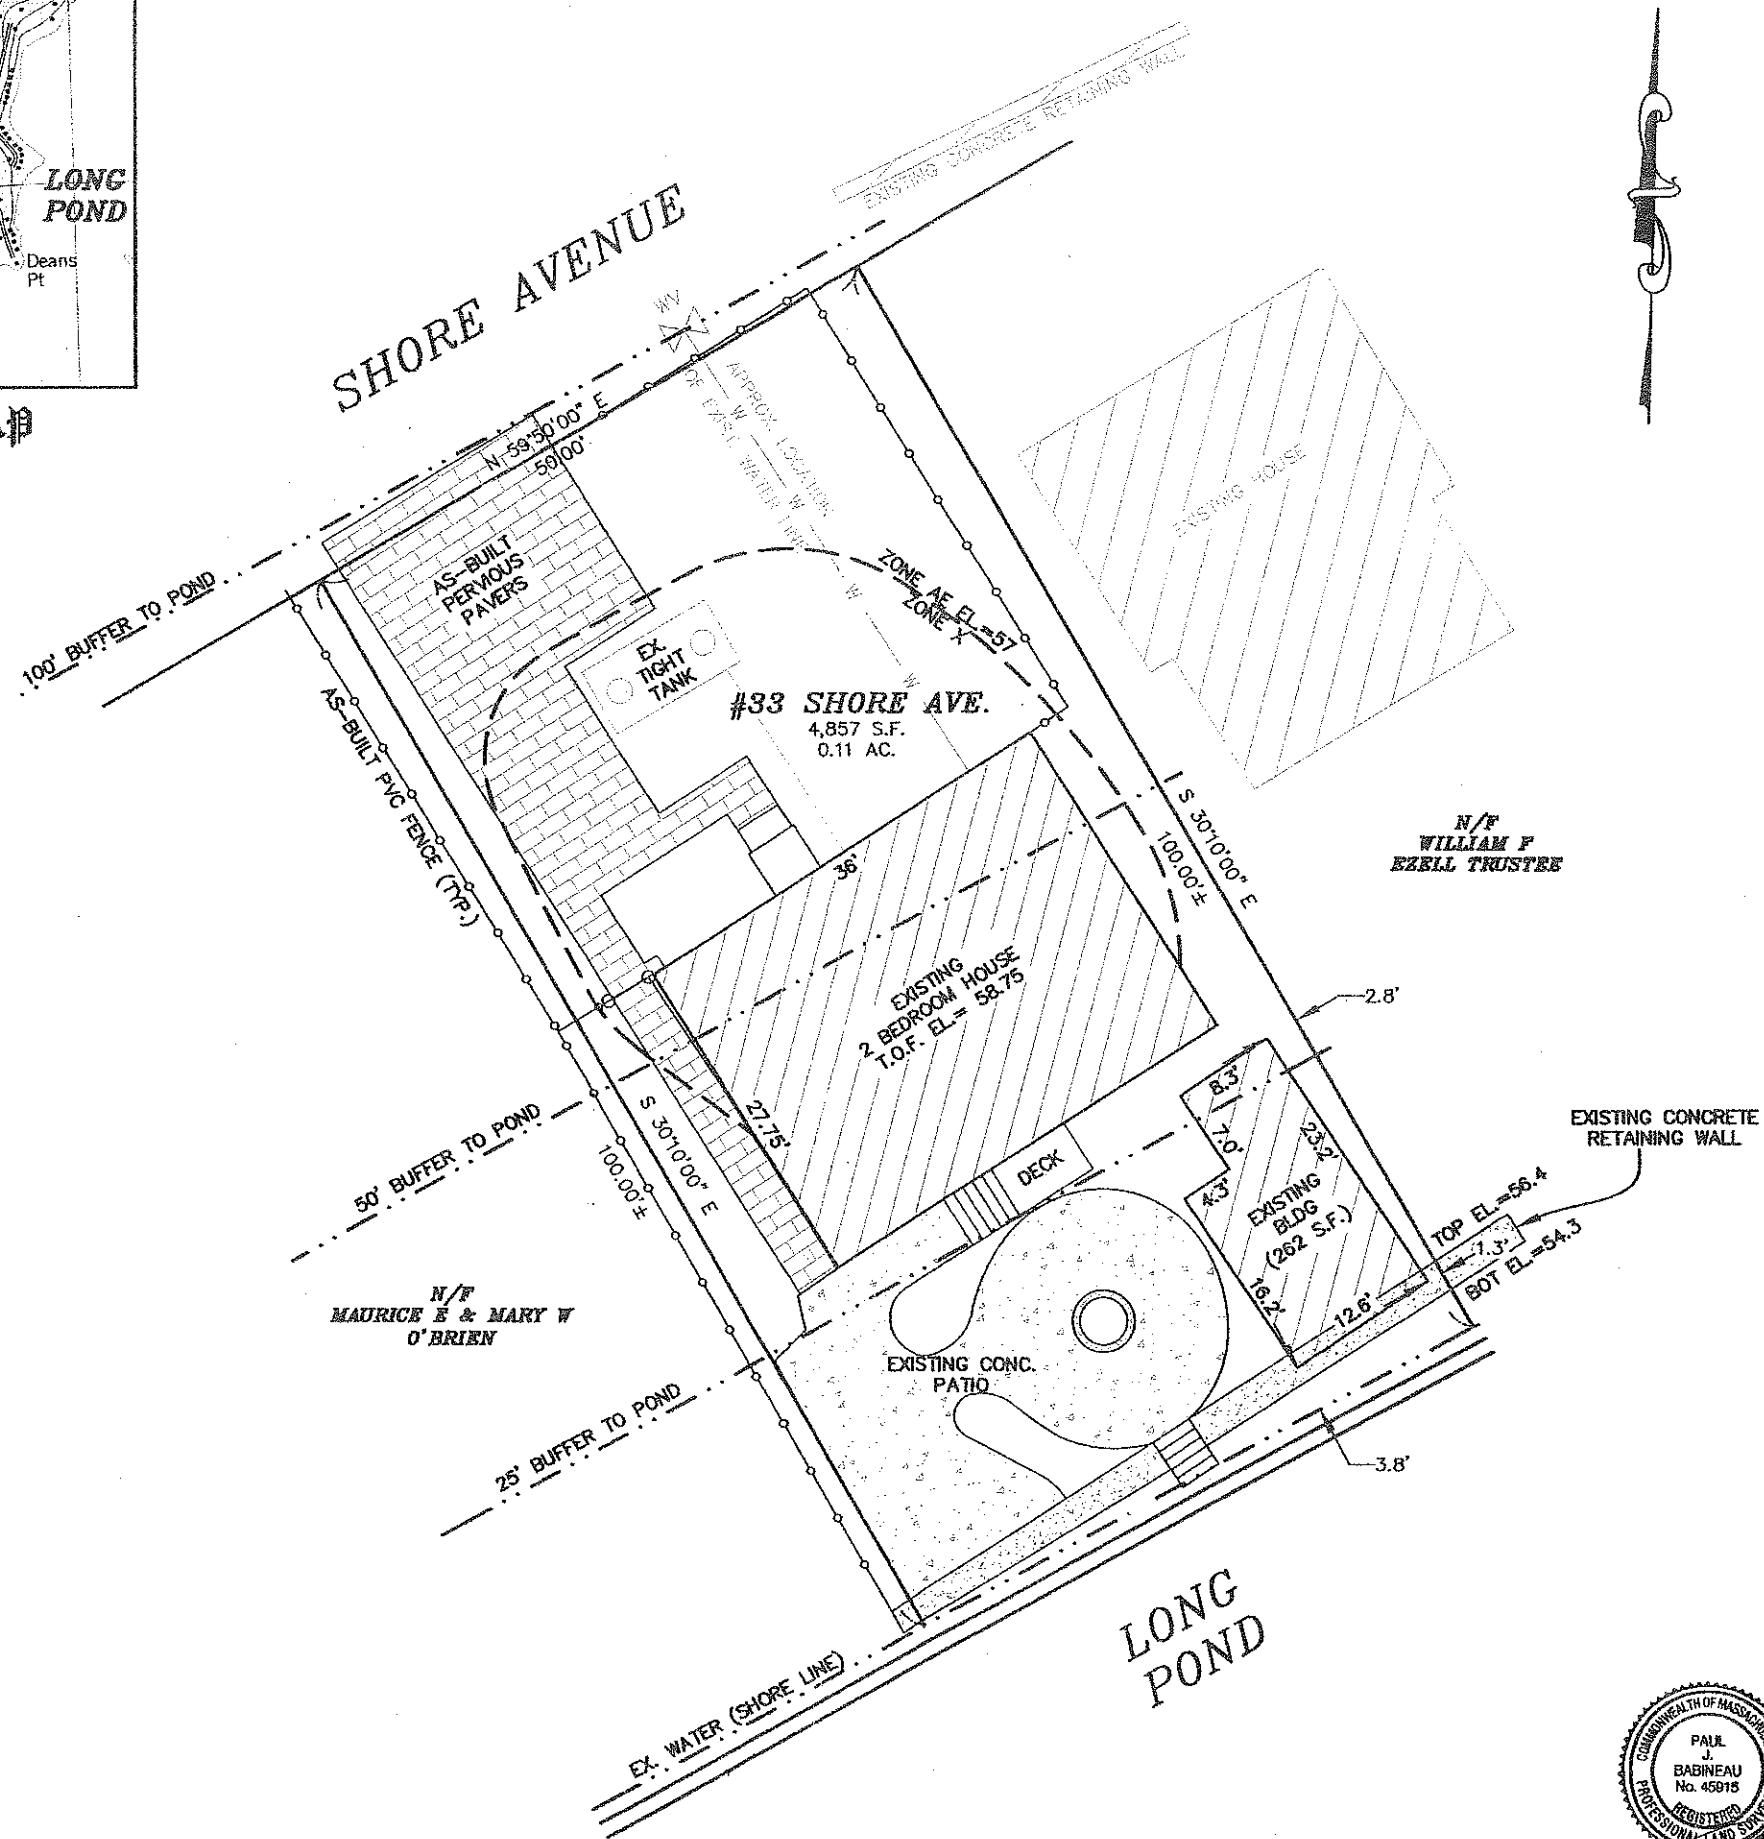 LONG
POND
Deans
Pt
SHORE AVENUE
EXISTING CONCRETE RETAINING WALL
WV
APPROX LOCATION
OF EXIST. WATER LINE
W
W
W
W
N 59°50'00" E
50.00'
AS-BUILT
PERVIOUS
PAVERS
100' BUFFER TO POND
EXISTING HOUSE
ZONE AE EL.=57
ZONE X
EX.
TIGHT
TANK
#33 SHORE AVE.
4,857 S.F.
0.11 AC.
AS-BUILT PVC FENCE (TYP.)
S 30°10'00" E
100.00'±
N/F
WILLIAM F
EZELL TRUSTEE
36'
EXISTING
2 BEDROOM HOUSE
T.O.F. EL.= 58.75
2.8'
27.75'
S 30°10'00" E
100.00'±
50' BUFFER TO POND
8.3'
7.0'
23.2'
4.3'
EXISTING
BLDG
(262 S.F.)
16.2'
12.6'
EXISTING CONCRETE
RETAINING WALL
TOP EL.=56.4
1.3'
BOT EL.=54.3
DECK
N/F
MAURICE E & MARY W
O'BRIEN
EXISTING CONC.
PATIO
25' BUFFER TO POND
3.8'
LONG
POND
EX. WATER (SHORE LINE)
COMMONWEALTH OF MASSACHU
PAUL
J.
BABINEAU
No. 45915
REGISTERED
PROFESSIONAL LAND SURVE